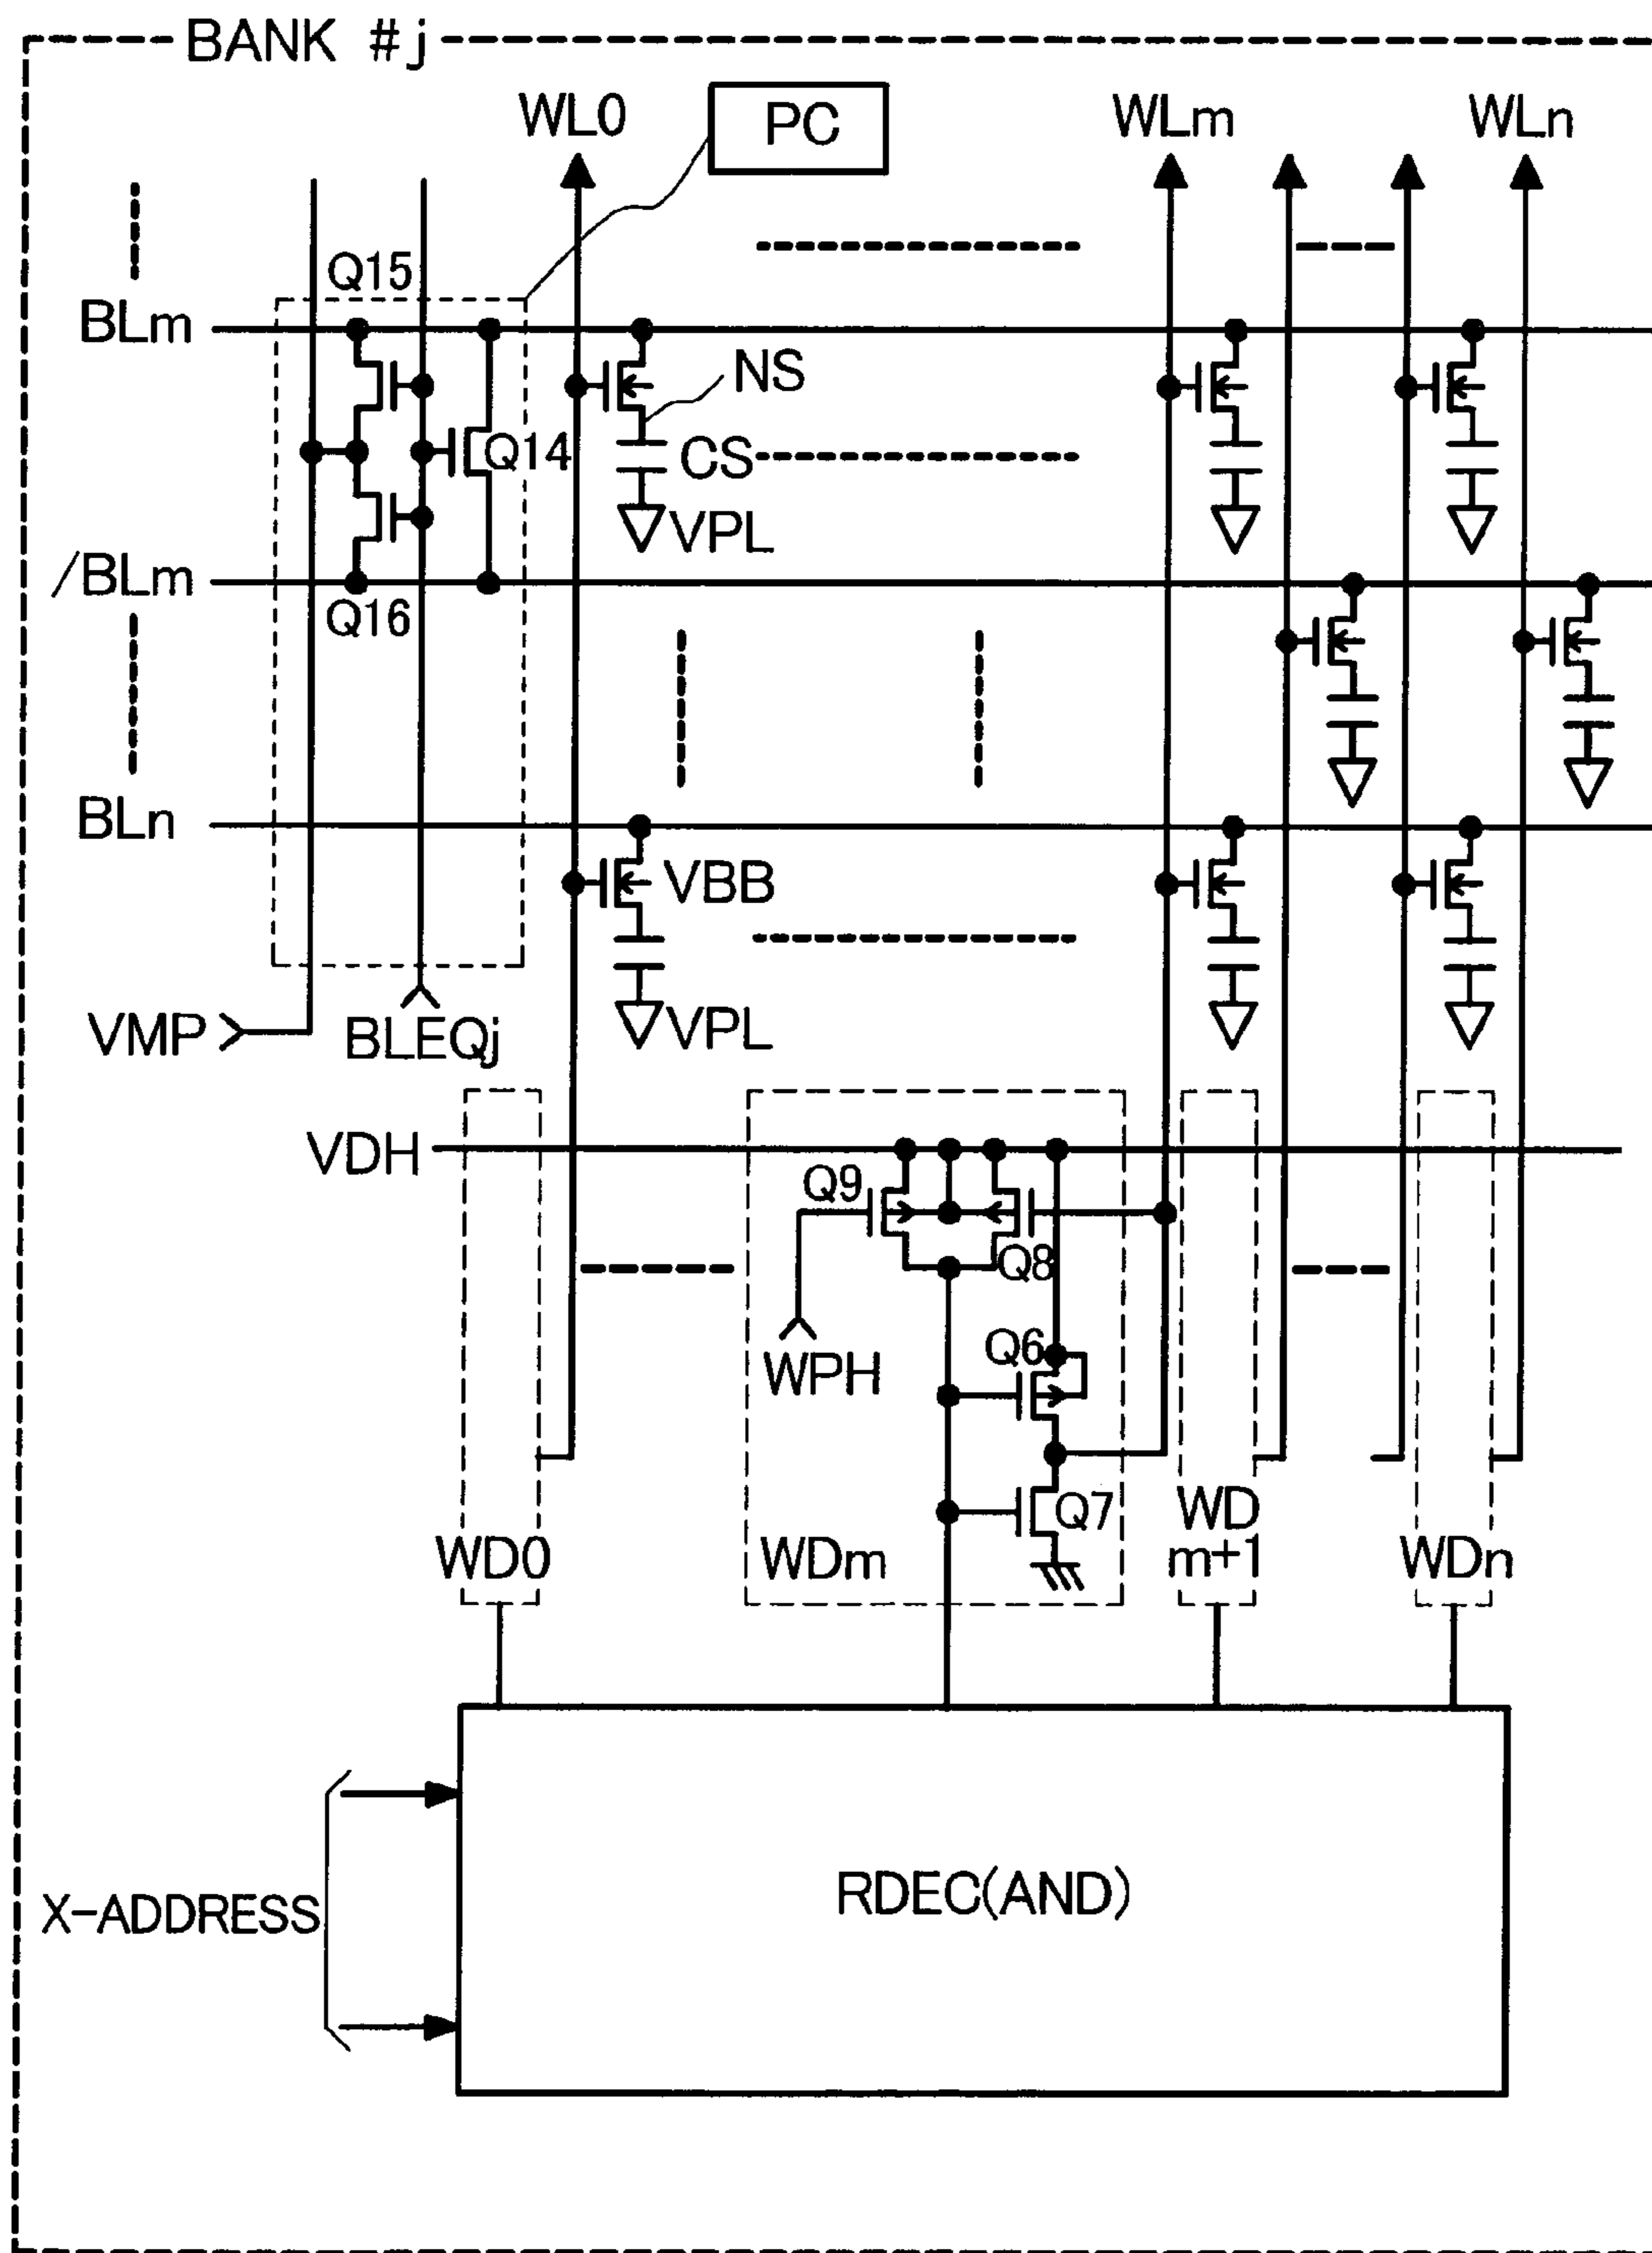 BANK #j
WL0
PC
WLm
WLn
Q15
BLm
NS
Q14
CS
VPL
/BLm
Q16
BLn
VBB
VMP
BLEQj
VPL
VDH
Q9
Q8
Q6
WPH
Q7
WD
m+1
WD0
WDm
WDn
RDEC(AND)
X-ADDRESS